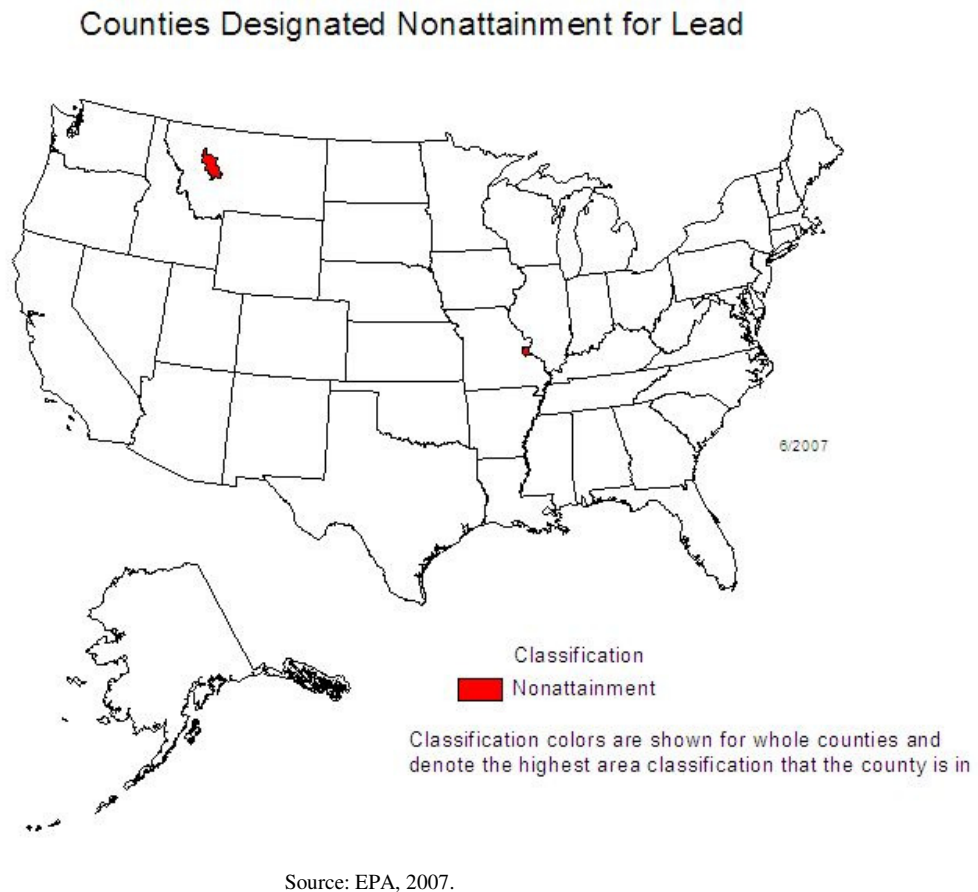 Counties Designated Nonattainment for Lead
6/2007
Classification
Nonattainment
Classification colors are shown for whole counties and
denote the highest area classification that the county is in
Source: EPA, 2007.